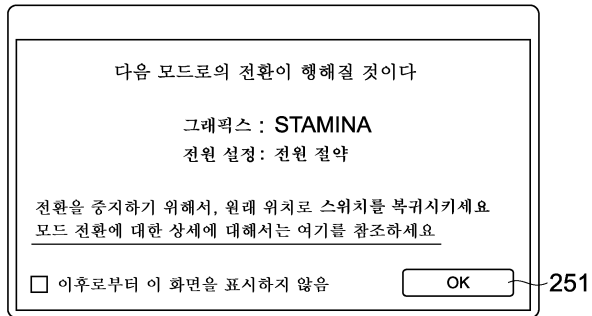 다음 모드로의 전환이 행해질 것이다
그래픽스 : STAMINA
전원 설정: 전원 절약
전환을 중지하기 위해서, 원래 위치로 스위치를 복귀시키세요
모드 전환에 대한 상세에 대해서는 여기를 참조하세요
이후로부터 이 화면을 표시하지 않음
OK
251